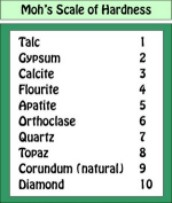 Moh's Scale of Hardness
Talc 1
Gypsum 2
Calcite 3
Flourite 4
Apatite 5
Orthoclase 6
Quartz 7
Topaz 8
Corundum (natural) 9
Diamond 10